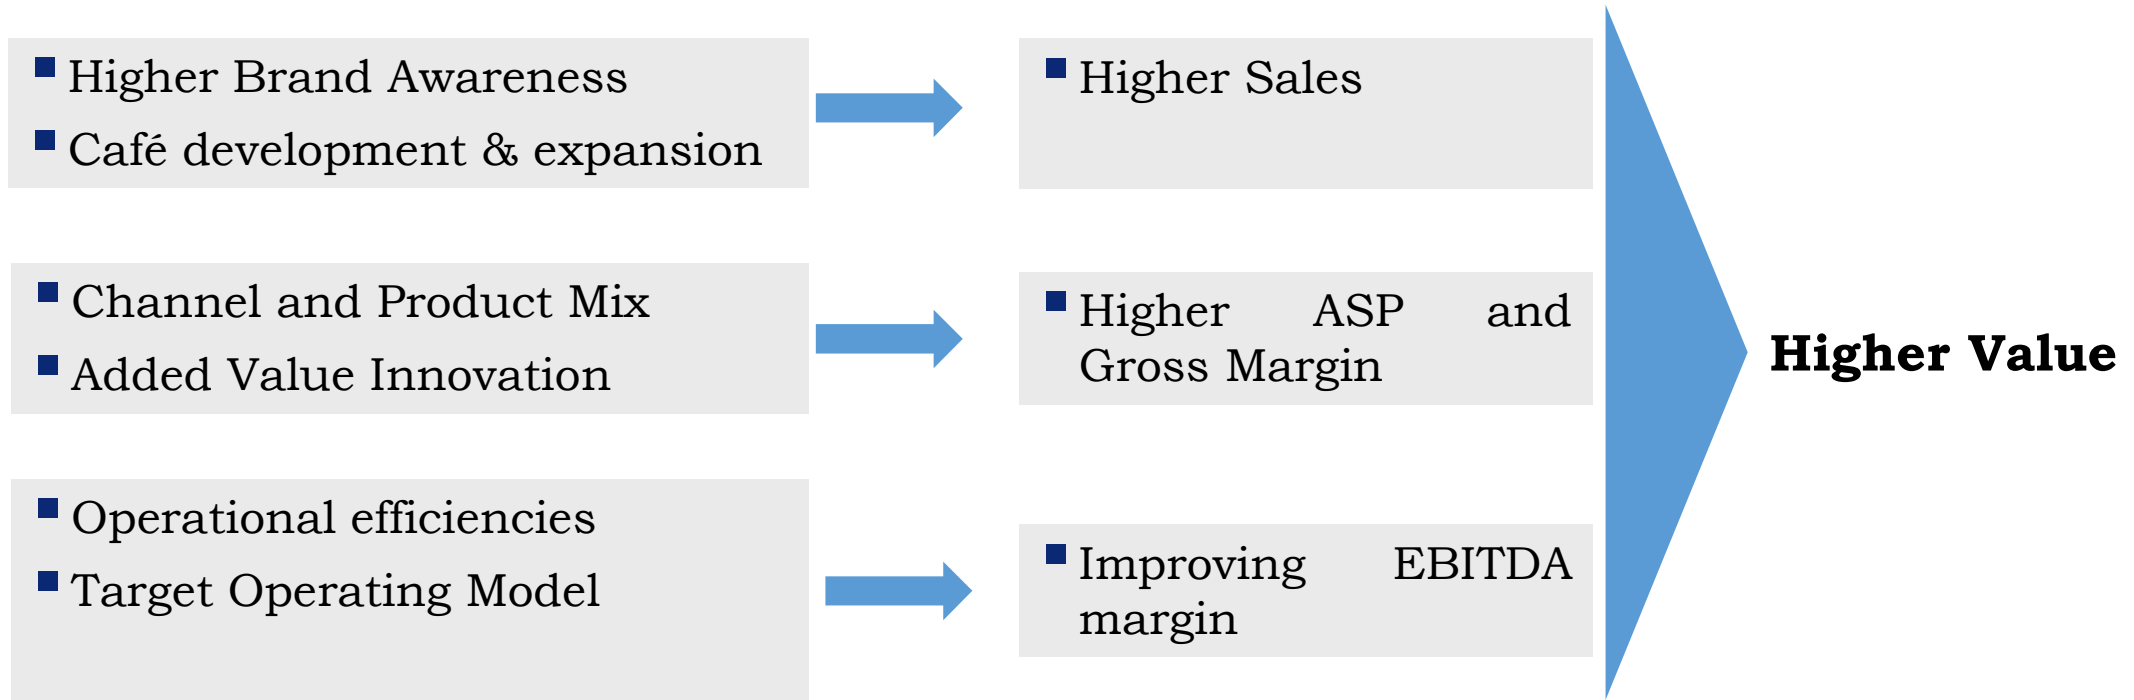 Higher Brand Awareness
Café development & expansion
Higher Sales
Channel and Product Mix
Added Value Innovation
Higher ASP and
Gross Margin
Operational efficiencies
Target Operating Model
Improving EBITDA
margin
Higher Value